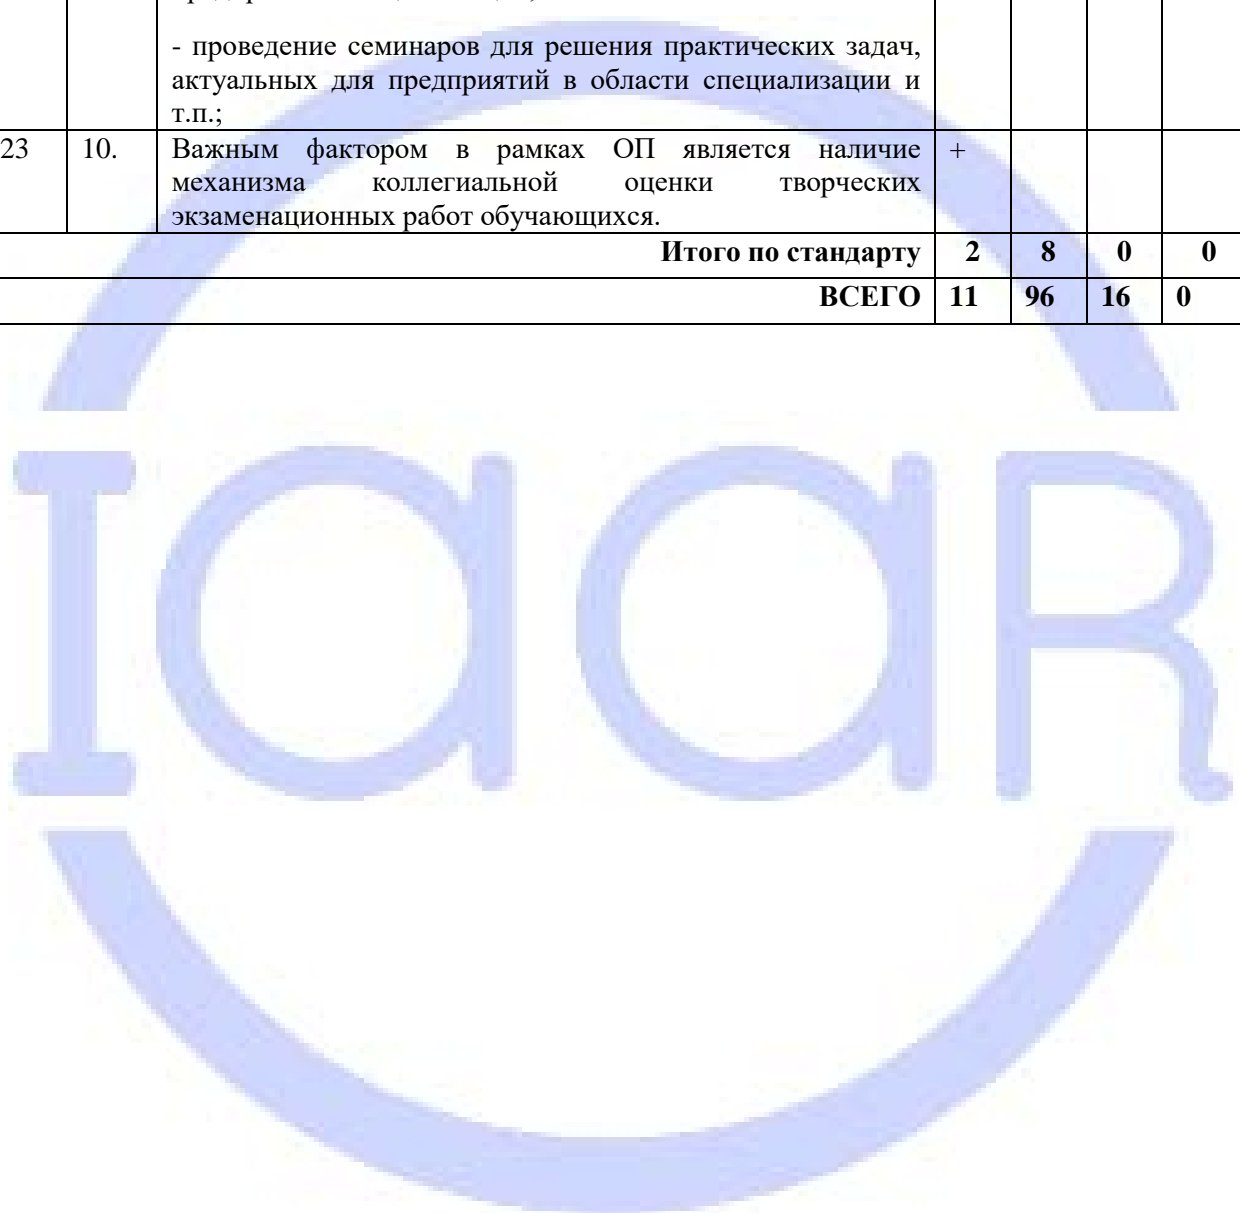 - проведение семинаров для решения практических задач,
актуальных для предприятий в области специализации и
т.п.;
23 10. Важным фактором в рамках ОП является наличие +
механизма коллегиальной оценки творческих
экзаменационных работ обучающихся.
Итого по стандарту 2 8 0 0
ВСЕГО 11 96 16 0
IaaR